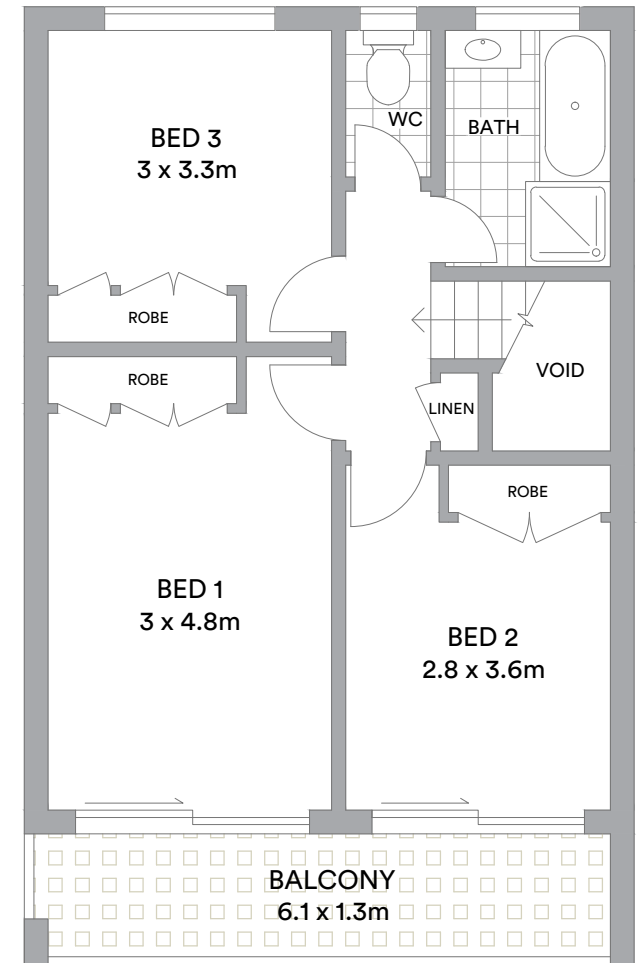 BED 3
3 x 3.3m
WC
BATH
ROBE
ROBE
VOID
LINEN
ROBE
BED 1
3 x 4.8m
BED 2
2.8 x 3.6m
BALCONY
6.1 x 1.3m